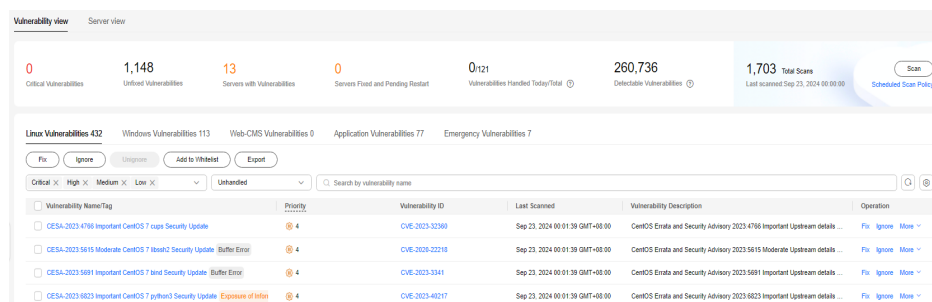 Vulnerability view Server view
0 1,148 13 0 0/121 260,736 1,703 Total Scans Scan
Critical Vulnerabilities Unfixed Vulnerabilities Servers with Vulnerabilities Servers Fixed and Pending Restart Vulnerabilities Handled Today/Total Detectable Vulnerabilities Last scanned Sep 23, 2024 00:00:00 Scheduled Scan Policy
Linux Vulnerabilities 432 Windows Vulnerabilities 113 Web-CMS Vulnerabilities 0 Application Vulnerabilities 77 Emergency Vulnerabilities 7
Fix Ignore Unignore Add to Whitelist Export
Critical High Medium Low Unhandled Search by vulnerability name
Vulnerability Name/Tag Priority Vulnerability ID Last Scanned Vulnerability Description Operation
CESA-2023:4766 Important CentOS 7 cups Security Update 4 CVE-2023-32360 Sep 23, 2024 00:01:39 GMT+08:00 CentOS Errata and Security Advisory 2023:4766 Important Upstream details ... Fix Ignore More
CESA-2023:5615 Moderate CentOS 7 libssh2 Security Update Buffer Error 4 CVE-2020-22218 Sep 23, 2024 00:01:39 GMT+08:00 CentOS Errata and Security Advisory 2023:5615 Moderate Upstream details ... Fix Ignore More
CESA-2023:5691 Important CentOS 7 bind Security Update Buffer Error 4 CVE-2023-3341 Sep 23, 2024 00:01:39 GMT+08:00 CentOS Errata and Security Advisory 2023:5691 Important Upstream details ... Fix Ignore More
CESA-2023:6823 Important CentOS 7 python3 Security Update Exposure of Infon 4 CVE-2023-40217 Sep 23, 2024 00:01:39 GMT+08:00 CentOS Errata and Security Advisory 2023:6823 Important Upstream details ... Fix Ignore More